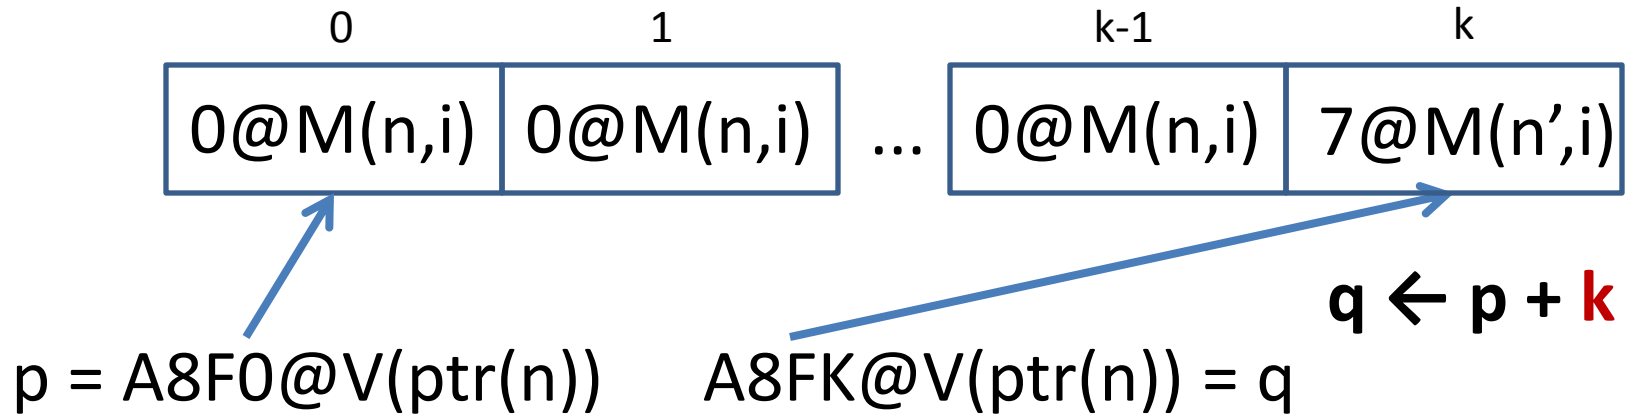 0 1 k-1 k
0@M(n,i) 0@M(n,i) ... 0@M(n,i) 7@M(n’,i)
q ← p + k
p = A8F0@V(ptr(n)) A8FK@V(ptr(n)) = q